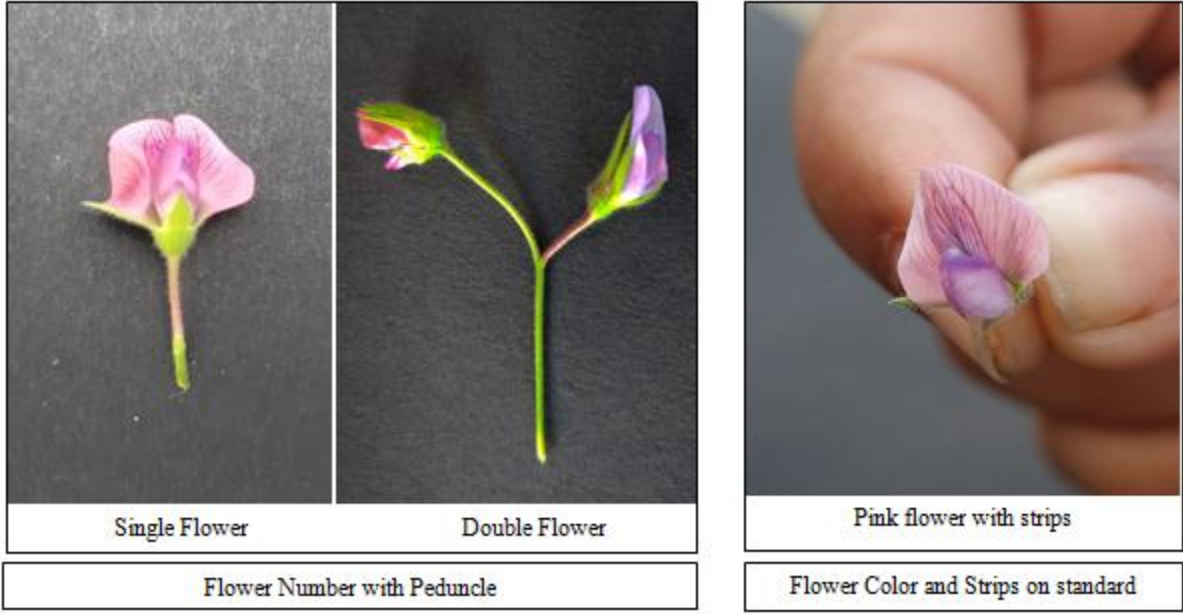 Single Flower
Double Flower
Flower Number with Peduncle
Pink flower with strips
Flower Color and Strips on standard